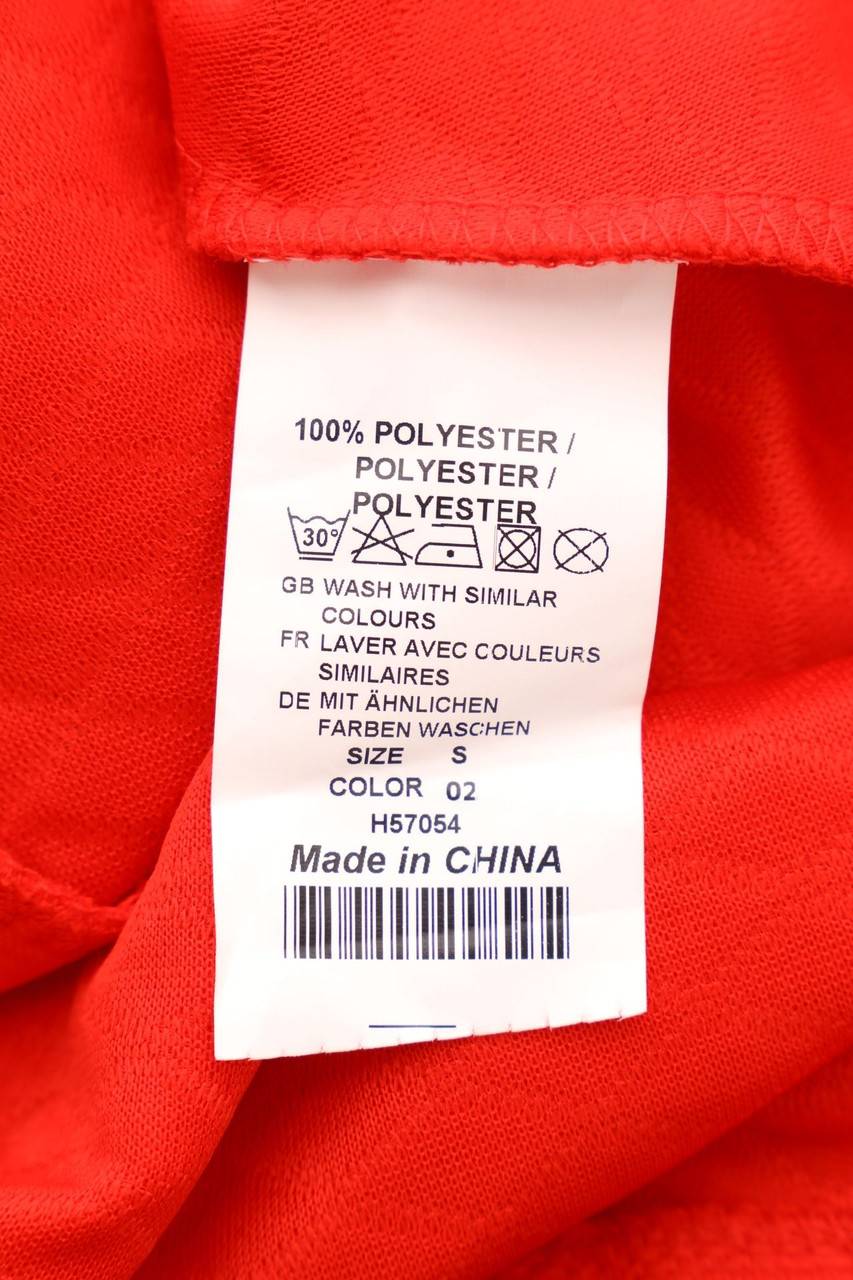 100% POLYESTER /
POLYESTER /
POLYESTER
30°
GB WASH WITH SIMILAR
COLOURS
FR LAVER AVEC COULEURS
SIMILAIRES
DE MIT ÄHNLICHEN
FARBEN WASCHEN
SIZE S
COLOR 02
H57054
Made in CHINA